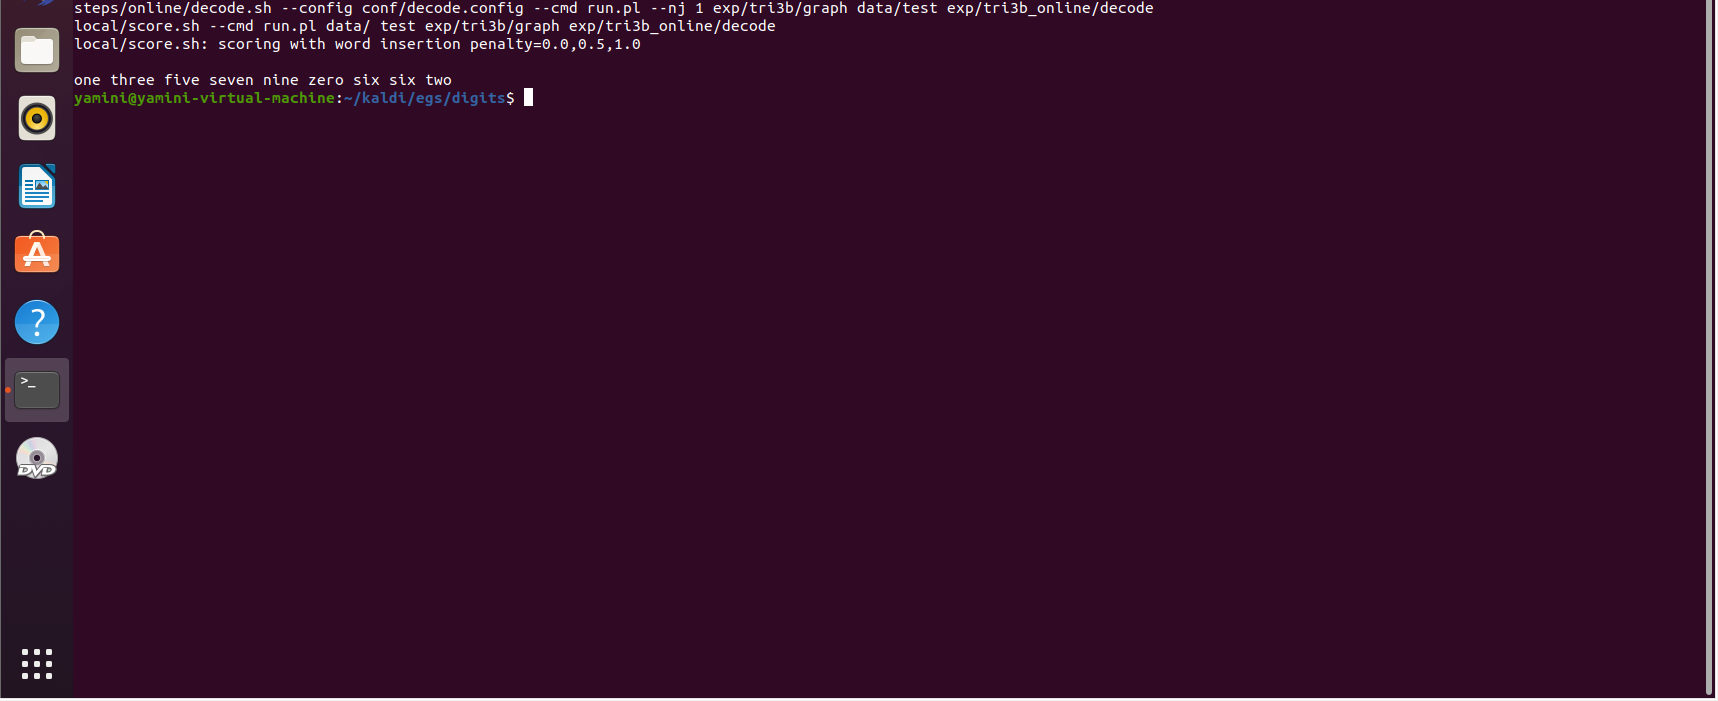 steps/online/decode.sh --config conf/decode.config --cmd run.pl --nj 1 exp/tri3b/graph data/test exp/tri3b_online/decode
local/score.sh --cmd run.pl data/ test exp/tri3b/graph exp/tri3b_online/decode
local/score.sh: scoring with word insertion penalty=0.0,0.5,1.0
one three five seven nine zero six six two
yamini@yamini-virtual-machine:~/kaldi/egs/digits$
A
?
>_
DVD